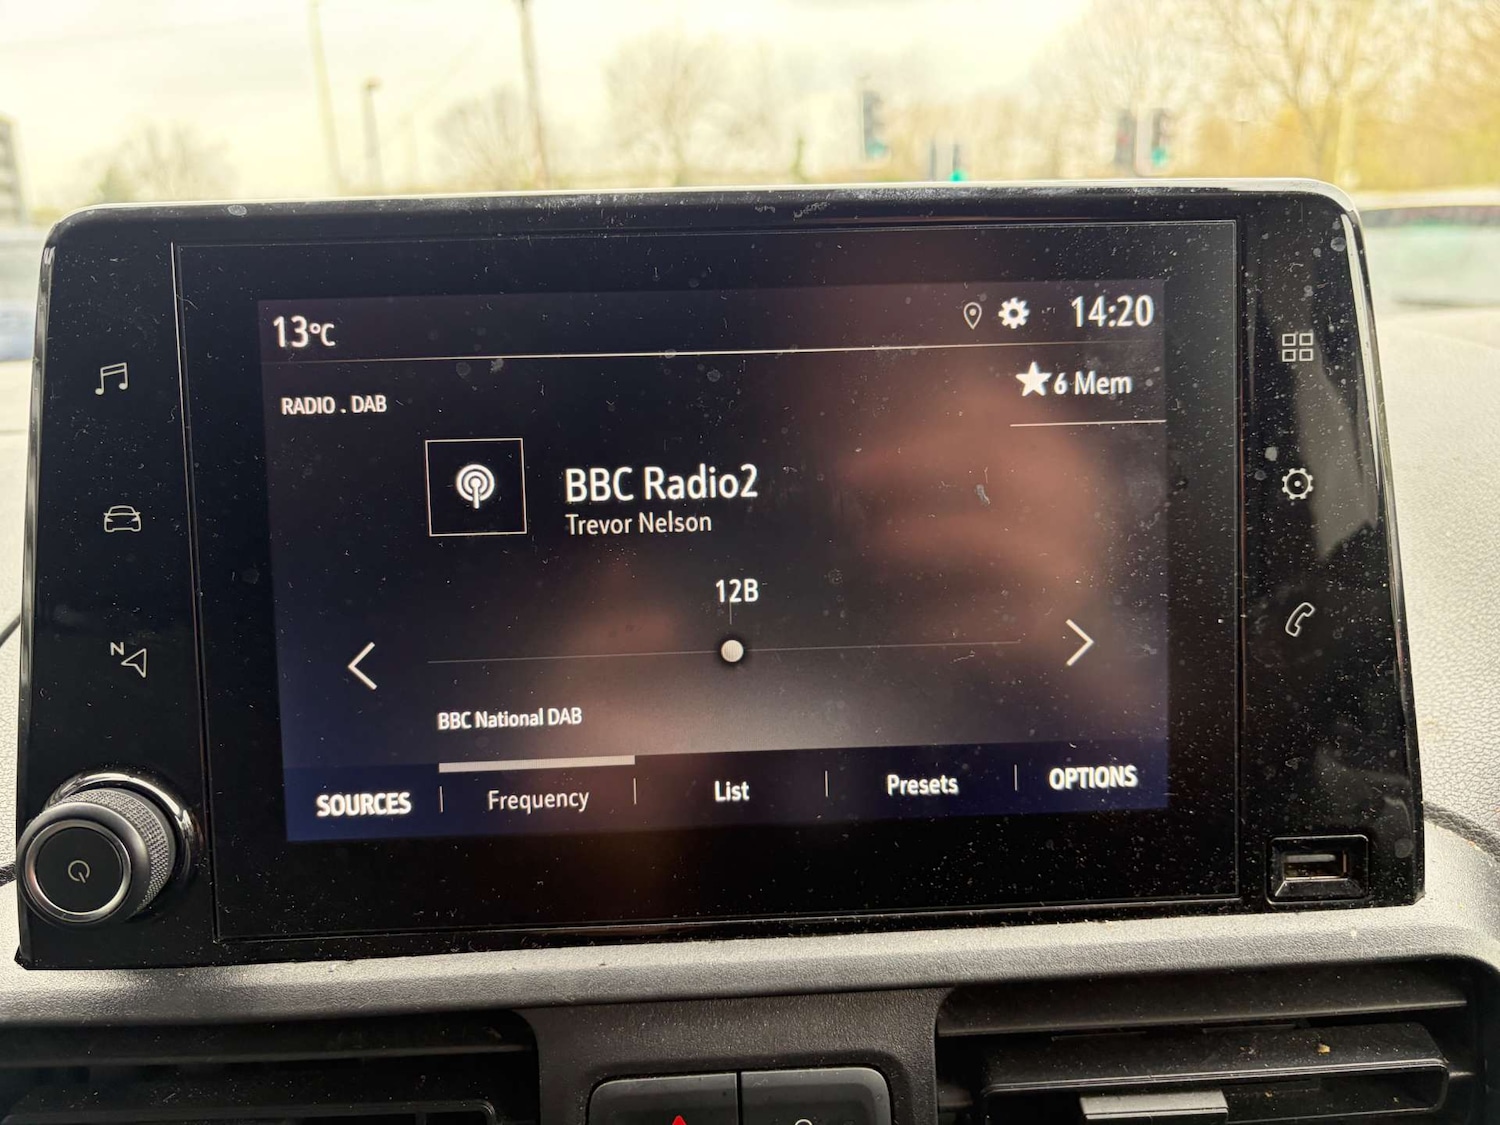 13°C
14:20
RADIO . DAB
6 Mem
BBC Radio2
Trevor Nelson
12B
N
BBC National DAB
SOURCES
Frequency
List
Presets
OPTIONS